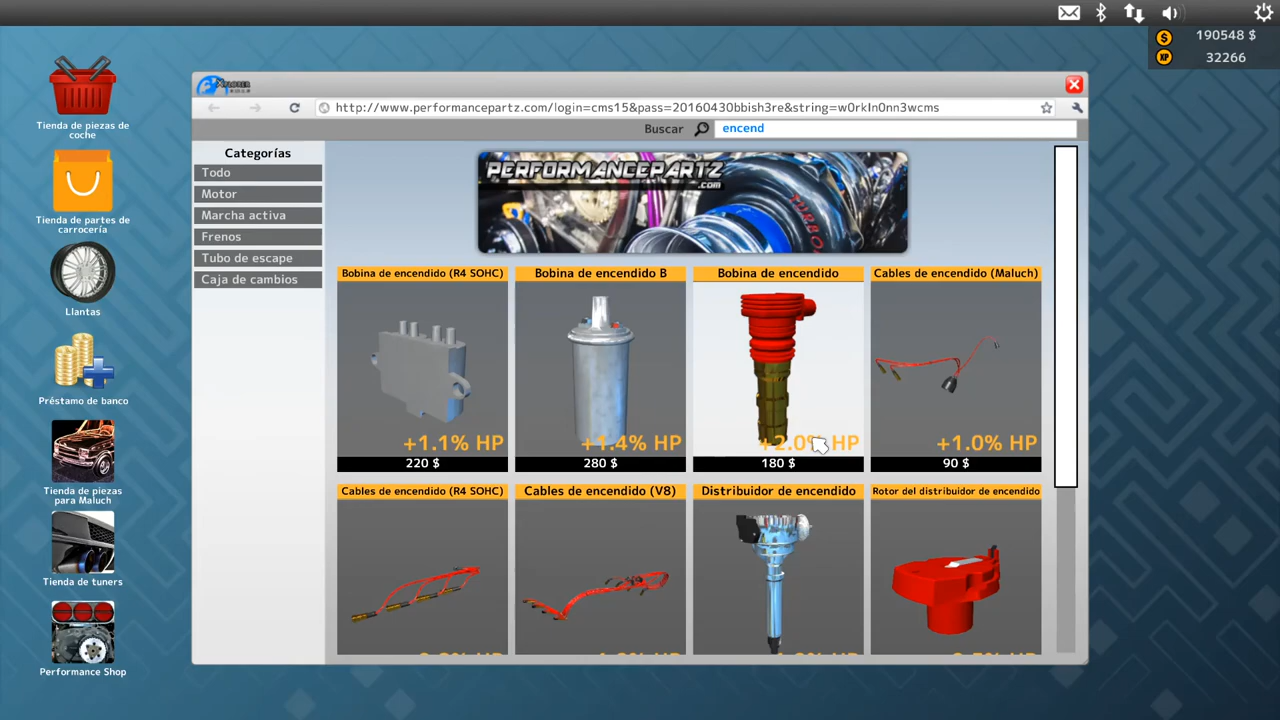 190548 $
32266
Tienda de piezas de
coche
Tienda de partes de
carrocería
Llantas
Préstamo de banco
Tienda de piezas
para Maluch
Tienda de tuners
Performance Shop
http://www.performancepartz.com/login=cms15&pass=20160430bbish3re&string=w0rkIn0nn3wcms
Buscar
encend
Categorías
Todo
Motor
Marcha activa
Frenos
Tubo de escape
Caja de cambios
PERFORMANCEPARTZ
.com
Bobina de encendido (R4 SOHC)
+1.1% HP
220 $
Bobina de encendido B
+1.4% HP
280 $
Bobina de encendido
+2.0% HP
180 $
Cables de encendido (Maluch)
+1.0% HP
90 $
Cables de encendido (R4 SOHC)
Cables de encendido (V8)
Distribuidor de encendido
Rotor del distribuidor de encendido